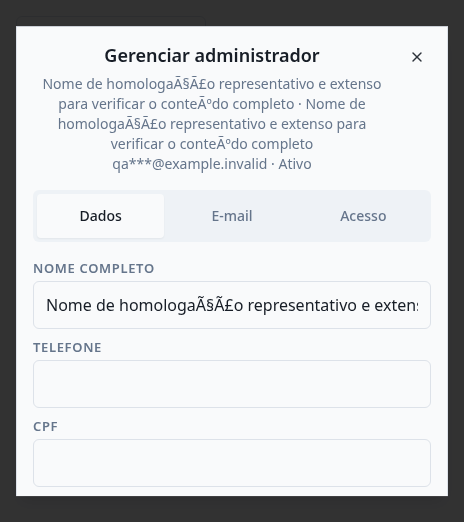 Gerenciar administrador
×
Nome de homologaÃ§Ã£o representativo e extenso
para verificar o conteÃºdo completo · Nome de
homologaÃ§Ã£o representativo e extenso para
verificar o conteÃºdo completo
qa***@example.invalid · Ativo
Dados E-mail Acesso
NOME COMPLETO
Nome de homologaÃ§Ã£o representativo e extens
TELEFONE
CPF